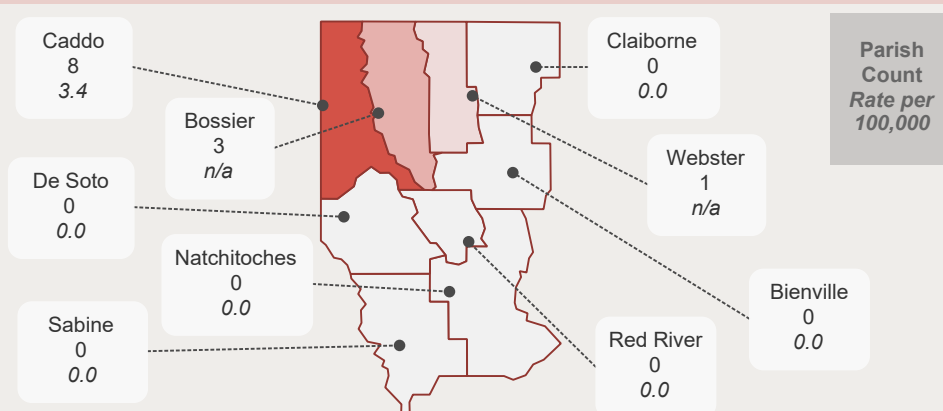 Caddo
8
3.4
Claiborne
0
0.0
Parish
Count
Rate per
100,000
Bossier
3
n/a
Webster
1
n/a
De Soto
0
0.0
Natchitoches
0
0.0
Bienville
0
0.0
Sabine
0
0.0
Red River
0
0.0